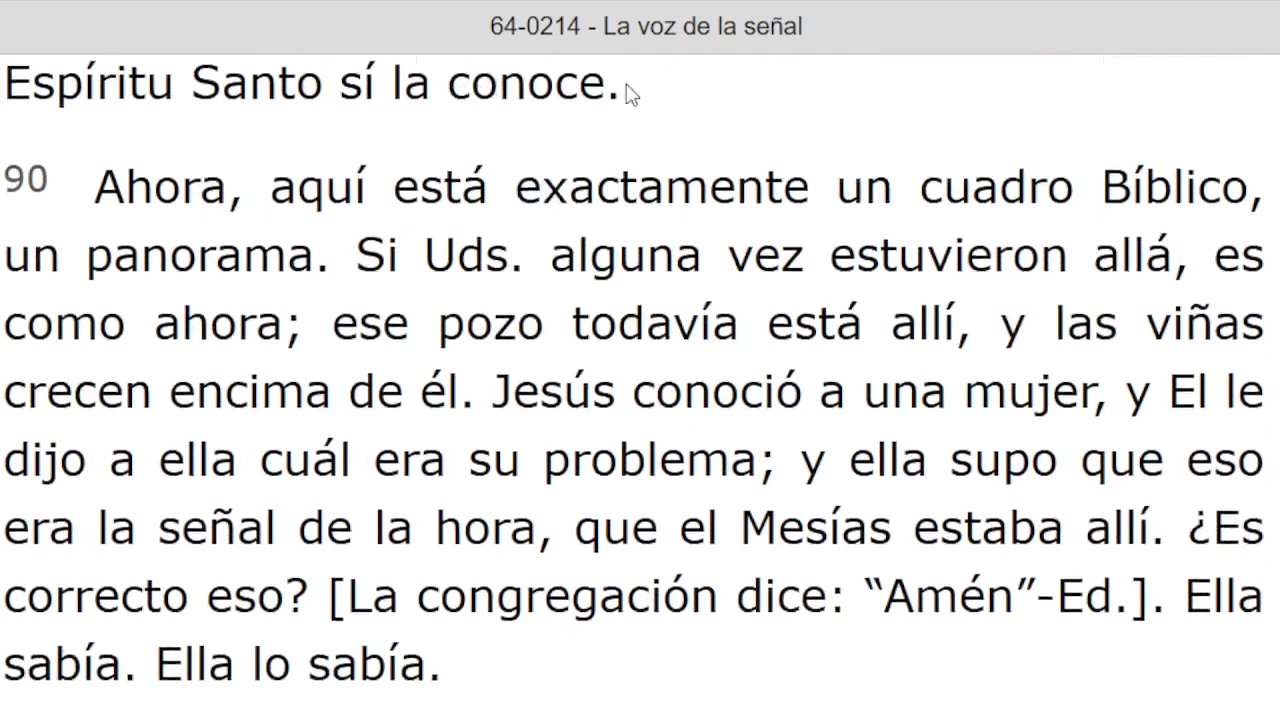 64-0214 - La voz de la señal
Espíritu Santo sí la conoce.
90 Ahora, aquí está exactamente un cuadro Bíblico,
un panorama. Si Uds. alguna vez estuvieron allá, es
como ahora; ese pozo todavía está allí, y las viñas
crecen encima de él. Jesús conoció a una mujer, y El le
dijo a ella cuál era su problema; y ella supo que eso
era la señal de la hora, que el Mesías estaba allí. ¿Es
correcto eso? [La congregación dice: “Amén”-Ed.]. Ella
sabía. Ella lo sabía.